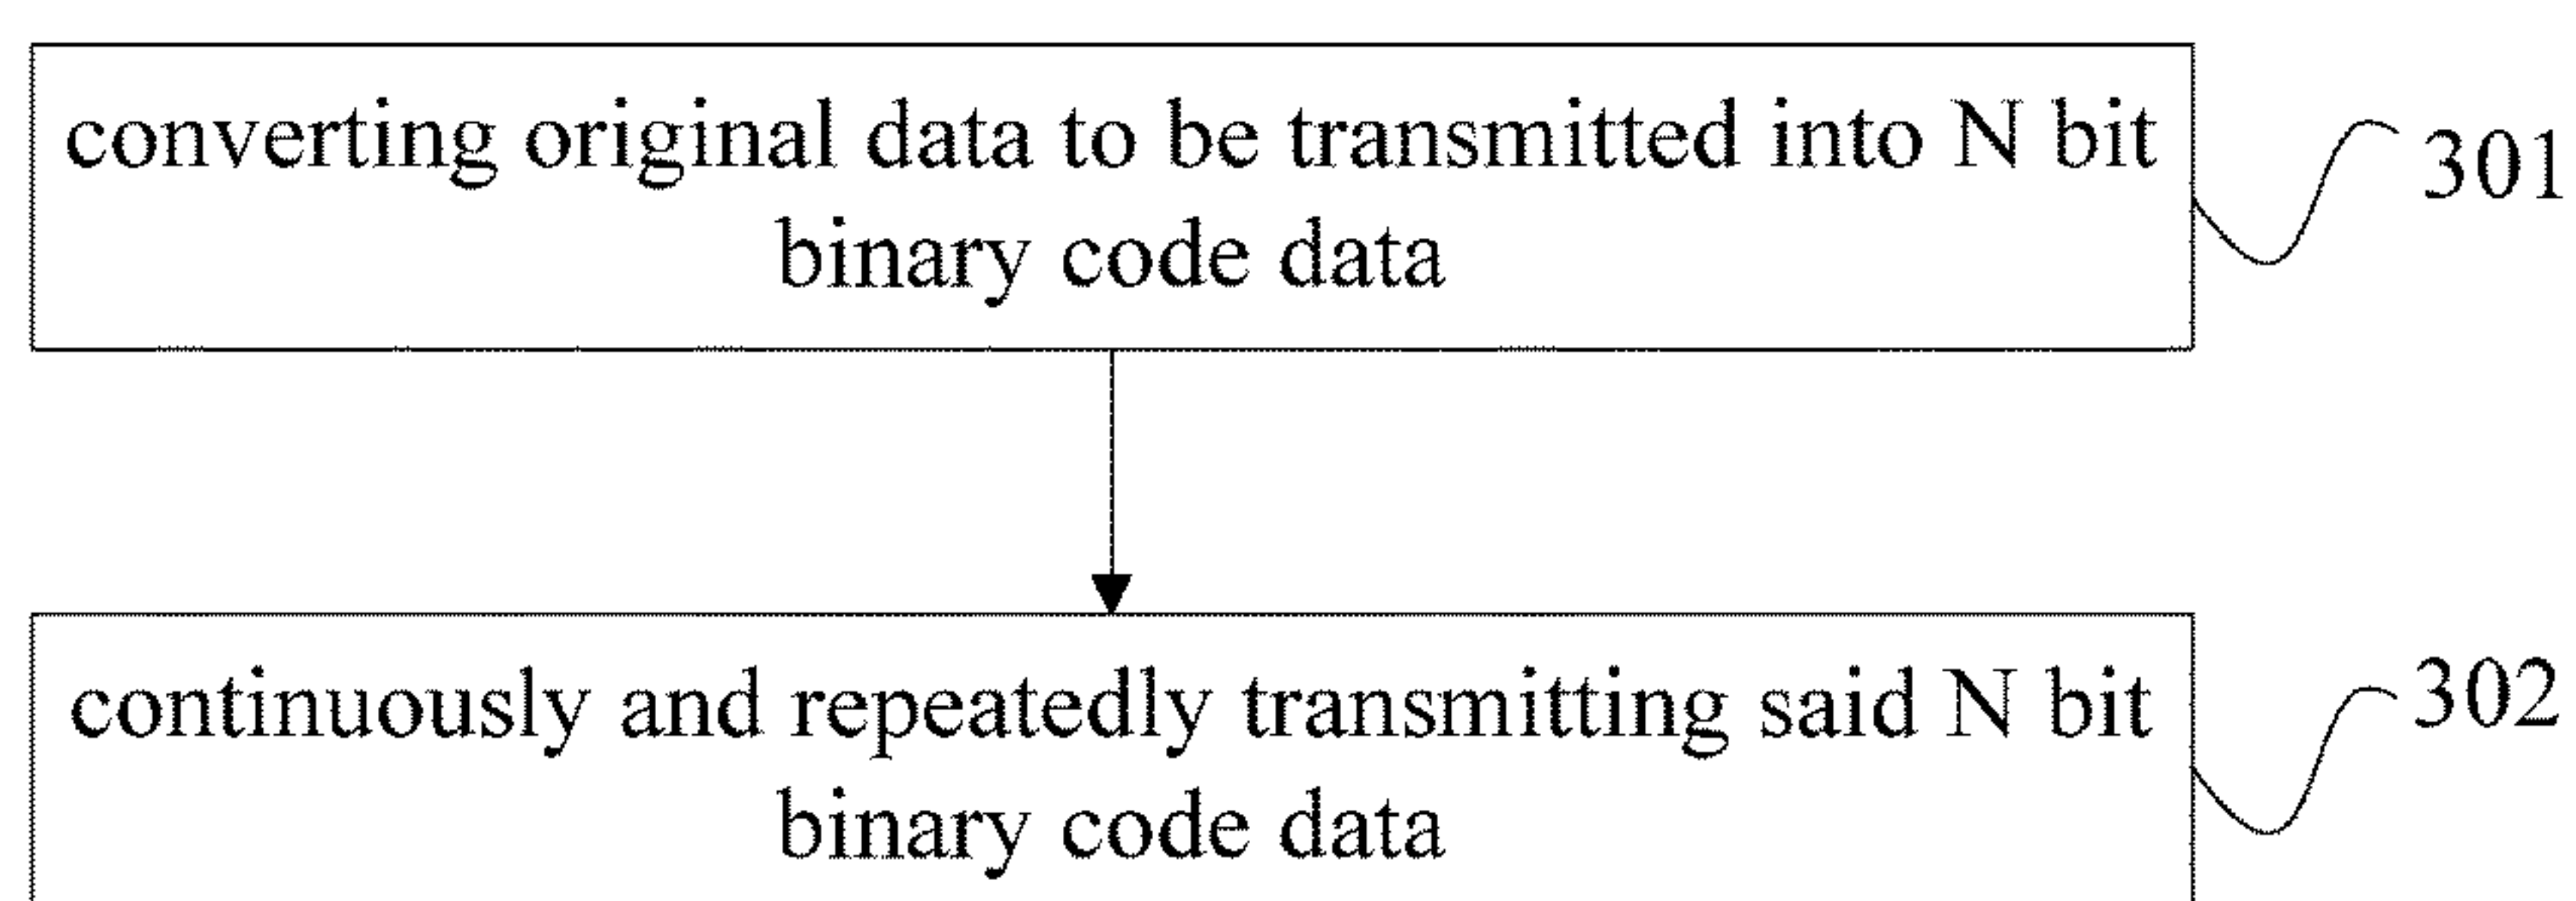 converting original data to be transmitted into N bit
binary code data
301
continuously and repeatedly transmitting said N bit
binary code data
302